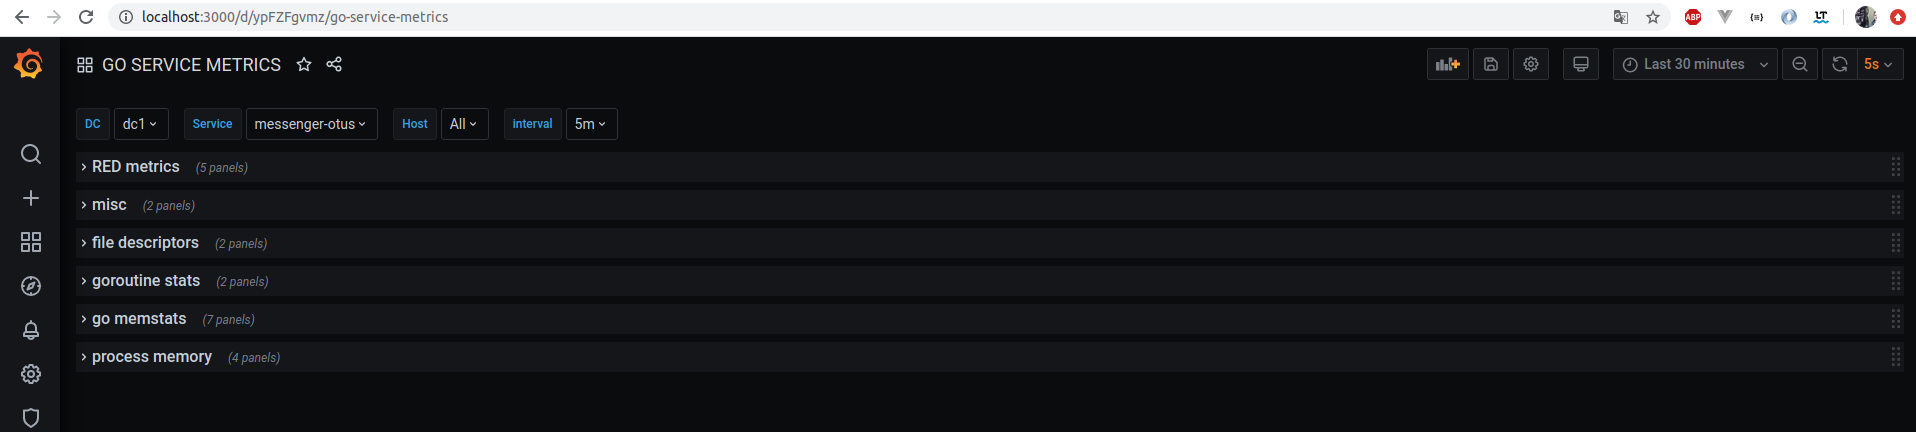 localhost:3000/d/ypFZFgvmz/go-service-metrics
ABP {=} LT
GO SERVICE METRICS
Last 30 minutes 5s
DC dc1 Service messenger-otus Host All interval 5m
RED metrics (5 panels)
misc (2 panels)
file descriptors (2 panels)
goroutine stats (2 panels)
go memstats (7 panels)
process memory (4 panels)